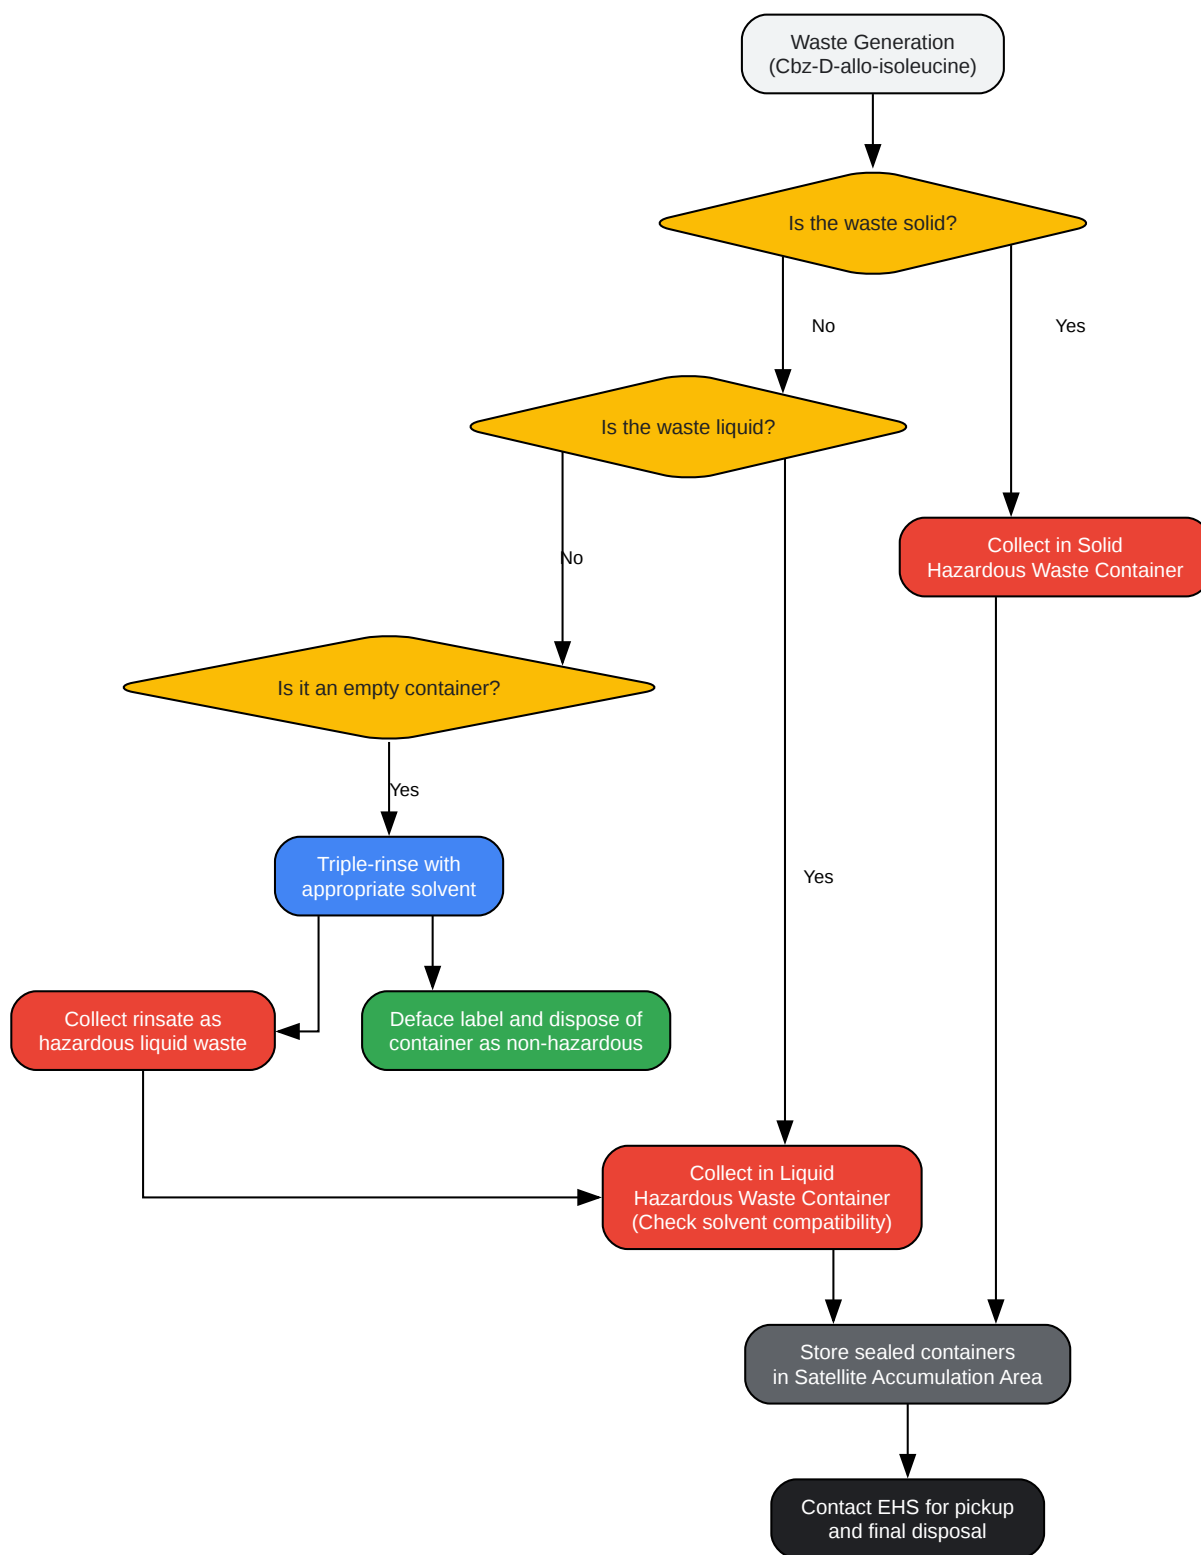 Waste Generation
(Cbz-D-allo-isoleucine)
Is the waste solid?
No
Yes
Is the waste liquid?
No
Collect in Solid
Hazardous Waste Container
Is it an empty container?
Yes
Triple-rinse with
appropriate solvent
Yes
Collect rinsate as
hazardous liquid waste
Deface label and dispose of
container as non-hazardous
Collect in Liquid
Hazardous Waste Container
(Check solvent compatibility)
Store sealed containers
in Satellite Accumulation Area
Contact EHS for pickup
and final disposal